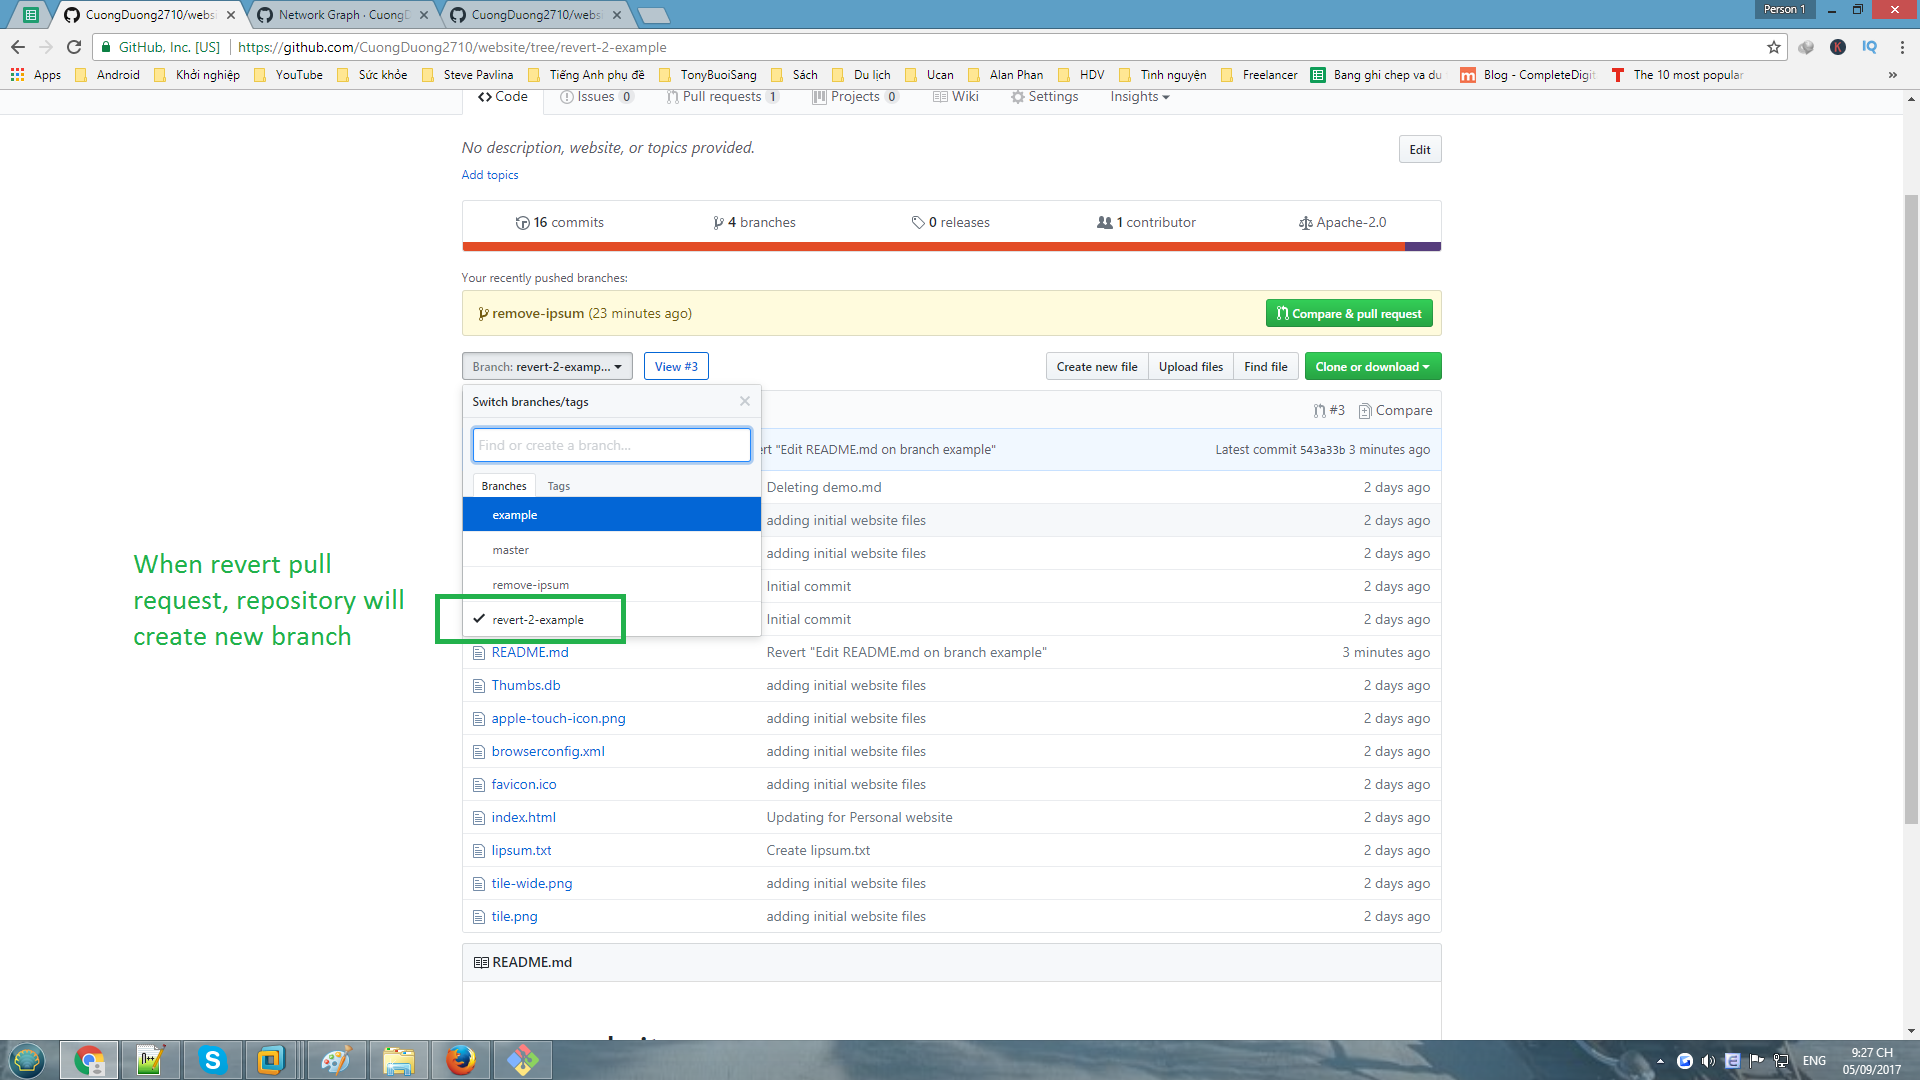 CuongDuong2710/websi
Network Graph · CuongD
CuongDuong2710/websi
Person 1
GitHub, Inc. [US]
https://github.com/CuongDuong2710/website/tree/revert-2-example
K
IQ
Apps
Android
Khởi nghiệp
YouTube
Sức khỏe
Steve Pavlina
Tiếng Anh phụ đề
TonyBuoiSang
Sách
Du lịch
Ucan
Alan Phan
HDV
Tình nguyện
Freelancer
Bang ghi chep va du
Blog - CompleteDigit
The 10 most popular
»
Code
Issues 0
Pull requests 1
Projects 0
Wiki
Settings
Insights
No description, website, or topics provided.
Edit
Add topics
16 commits
4 branches
0 releases
1 contributor
Apache-2.0
Your recently pushed branches:
remove-ipsum (23 minutes ago)
Compare & pull request
Branch: revert-2-examp...
View #3
Create new file
Upload files
Find file
Clone or download
Switch branches/tags
#3
Compare
Find or create a branch...
rt "Edit README.md on branch example"
Latest commit 543a33b 3 minutes ago
Branches
Tags
Deleting demo.md
2 days ago
example
adding initial website files
2 days ago
master
adding initial website files
2 days ago
remove-ipsum
Initial commit
2 days ago
revert-2-example
Initial commit
2 days ago
When revert pull
request, repository will
create new branch
README.md
Revert "Edit README.md on branch example"
3 minutes ago
Thumbs.db
adding initial website files
2 days ago
apple-touch-icon.png
adding initial website files
2 days ago
browserconfig.xml
adding initial website files
2 days ago
favicon.ico
adding initial website files
2 days ago
index.html
Updating for Personal website
2 days ago
lipsum.txt
Create lipsum.txt
2 days ago
tile-wide.png
adding initial website files
2 days ago
tile.png
adding initial website files
2 days ago
README.md
ENG
9:27 CH
05/09/2017